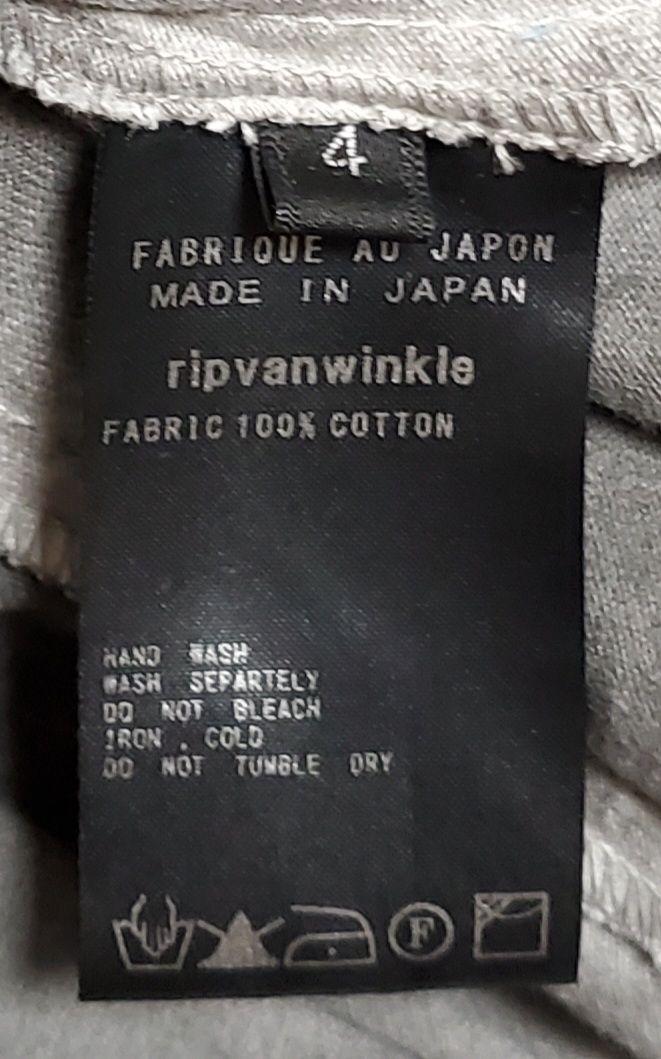 4
FABRIQUE AU JAPON
MADE IN JAPAN
ripvanwinkle
FABRIC 100% COTTON
HAND WASH
WASH SEPARTELY
DO NOT BLEACH
IRON . COLD
DO NOT TUMBLE DRY
F